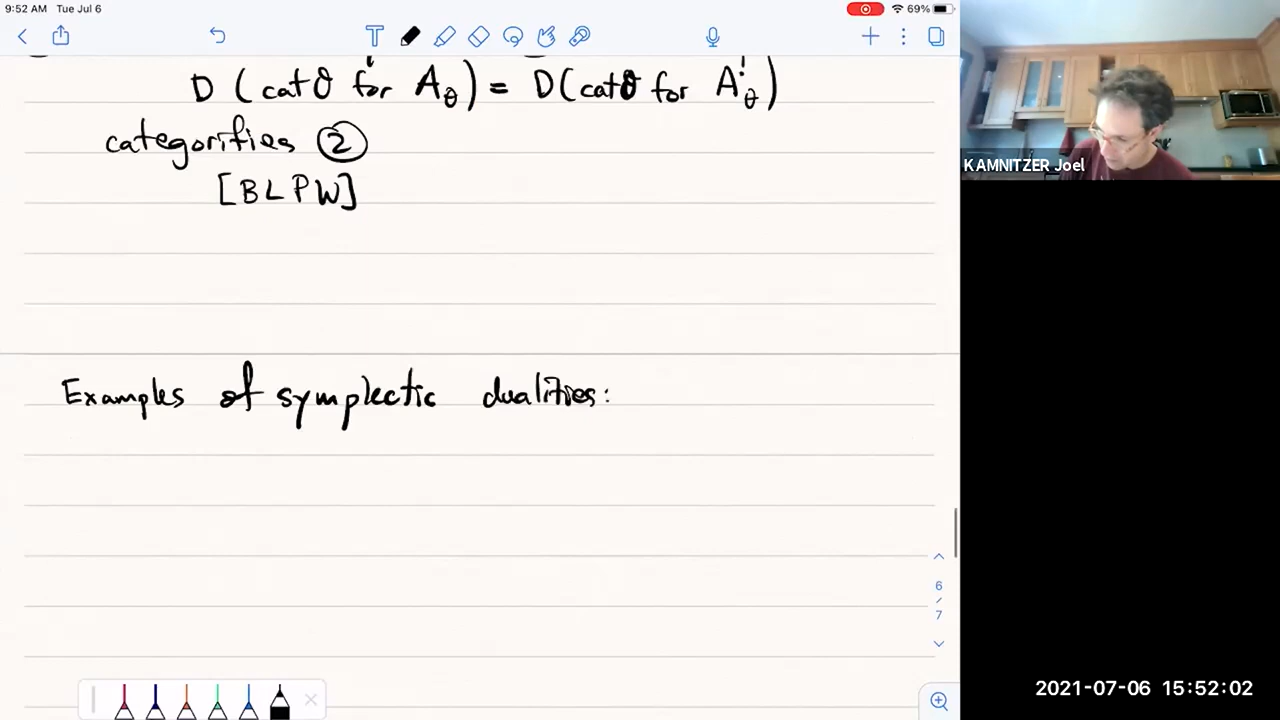 9:52 AM Tue Jul 6
69%
D (cat O for A_θ) = D(cat O for A^!_θ)
categorifies ②
[BLPW]
Examples of symplectic dualities:
6
/
7
KAMNITZER Joel
2021-07-06 15:52:02